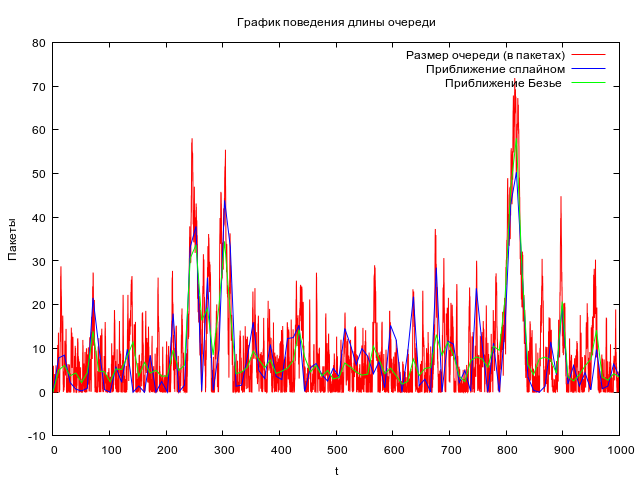 График поведения длины очереди
Размер очереди (в пакетах)
Приближение сплайном
Приближение Безье
Пакеты
80
70
60
50
40
30
20
10
0
-10
0 100 200 300 400 500 600 700 800 900 1000
t